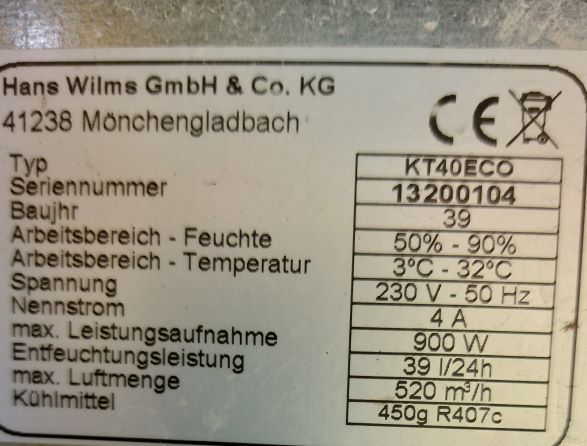 Hans Wilms GmbH & Co. KG
41238 Mönchengladbach
CE
Typ KT40ECO
Seriennummer 13200104
Baujhr 39
Arbeitsbereich - Feuchte 50% - 90%
Arbeitsbereich - Temperatur 3°C - 32°C
Spannung 230 V - 50 Hz
Nennstrom 4 A
max. Leistungsaufnahme 900 W
Entfeuchtungsleistung 39 l/24h
max. Luftmenge 520 m³/h
Kühlmittel 450g R407c